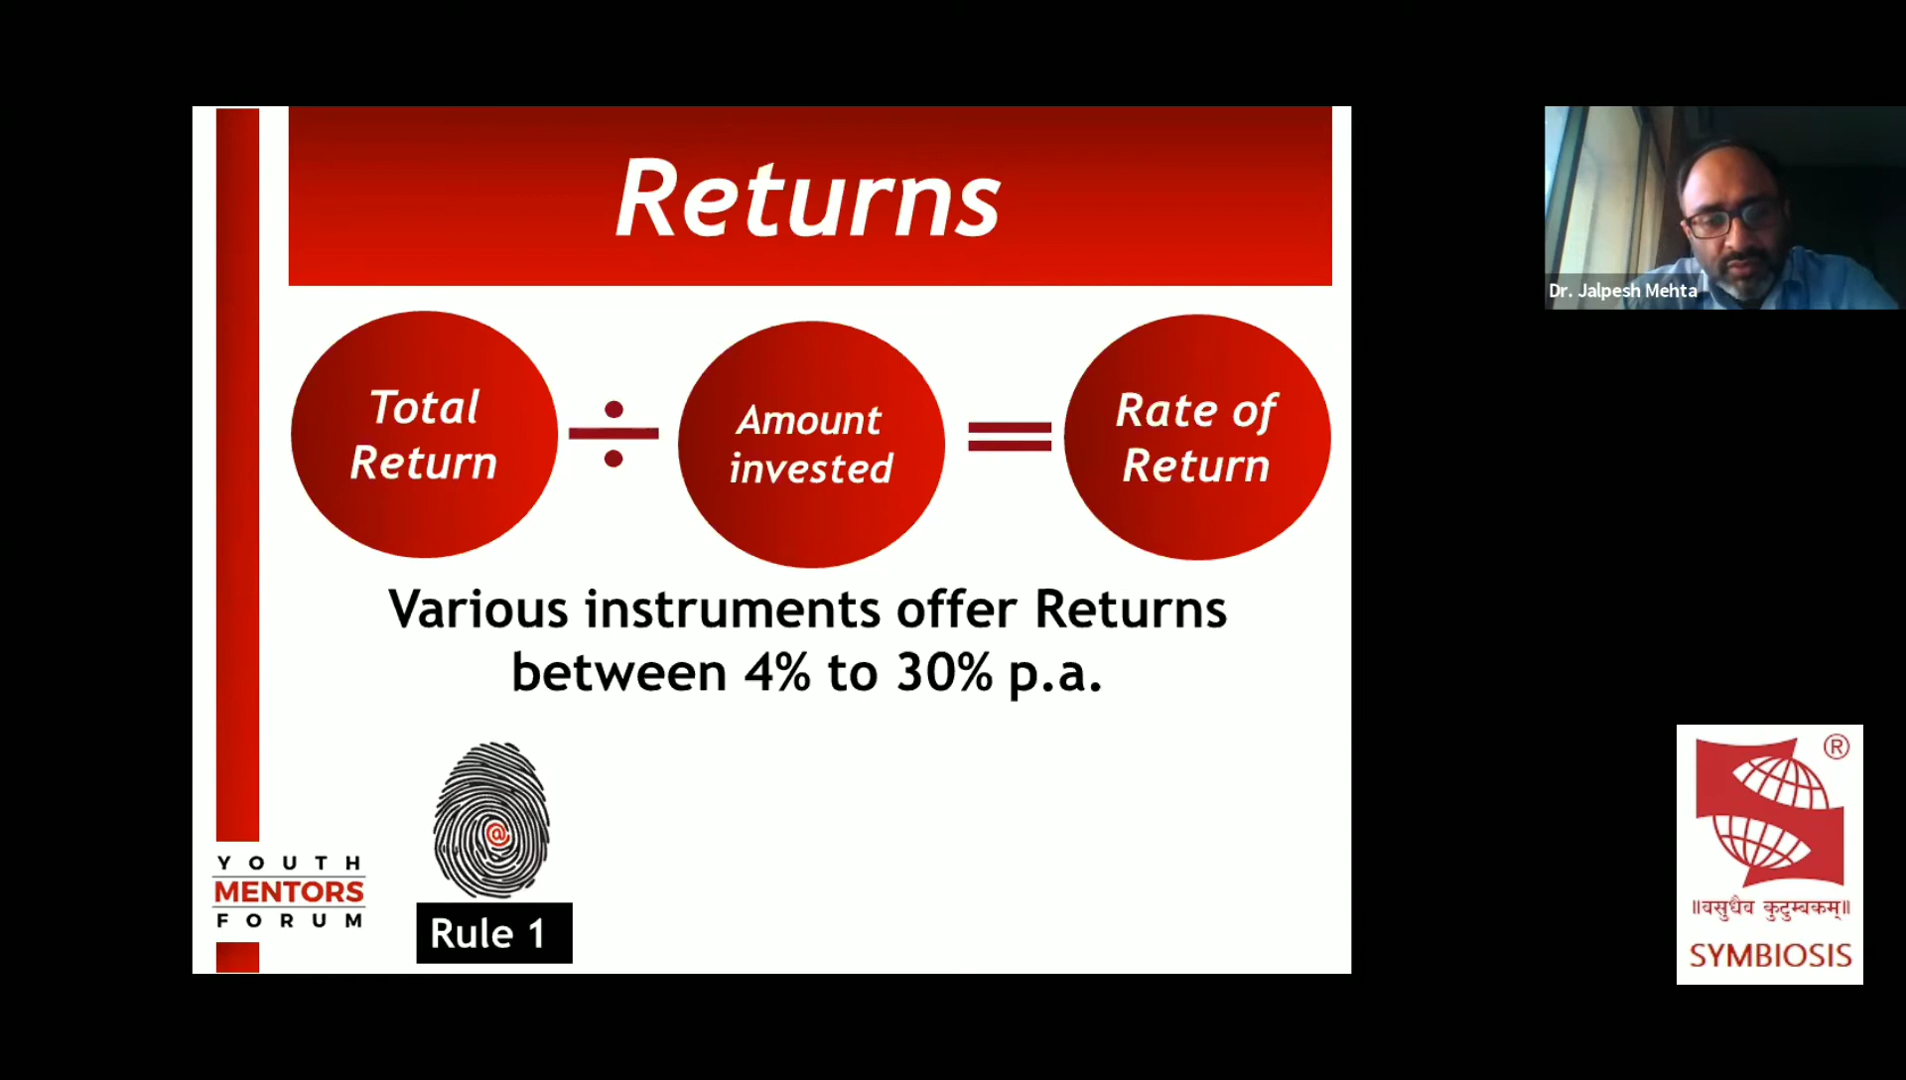 Returns
Total
Return
÷
Amount
invested
=
Rate of
Return
Various instruments offer Returns
between 4% to 30% p.a.
@
Rule 1
YOUTH
MENTORS
FORUM
Dr. Jalpesh Mehta
®
॥वसुधैव कुटुम्बकम्॥
SYMBIOSIS